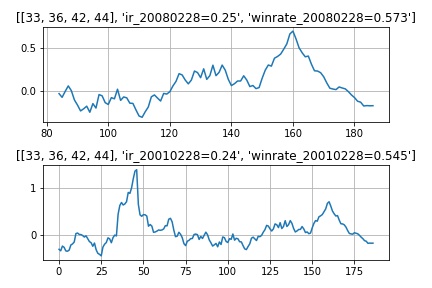 [[33, 36, 42, 44], 'ir_20080228=0.25', 'winrate_20080228=0.573']
0.5
0.0
80 100 120 140 160 180
[[33, 36, 42, 44], 'ir_20010228=0.24', 'winrate_20010228=0.545']
1
0
0 25 50 75 100 125 150 175